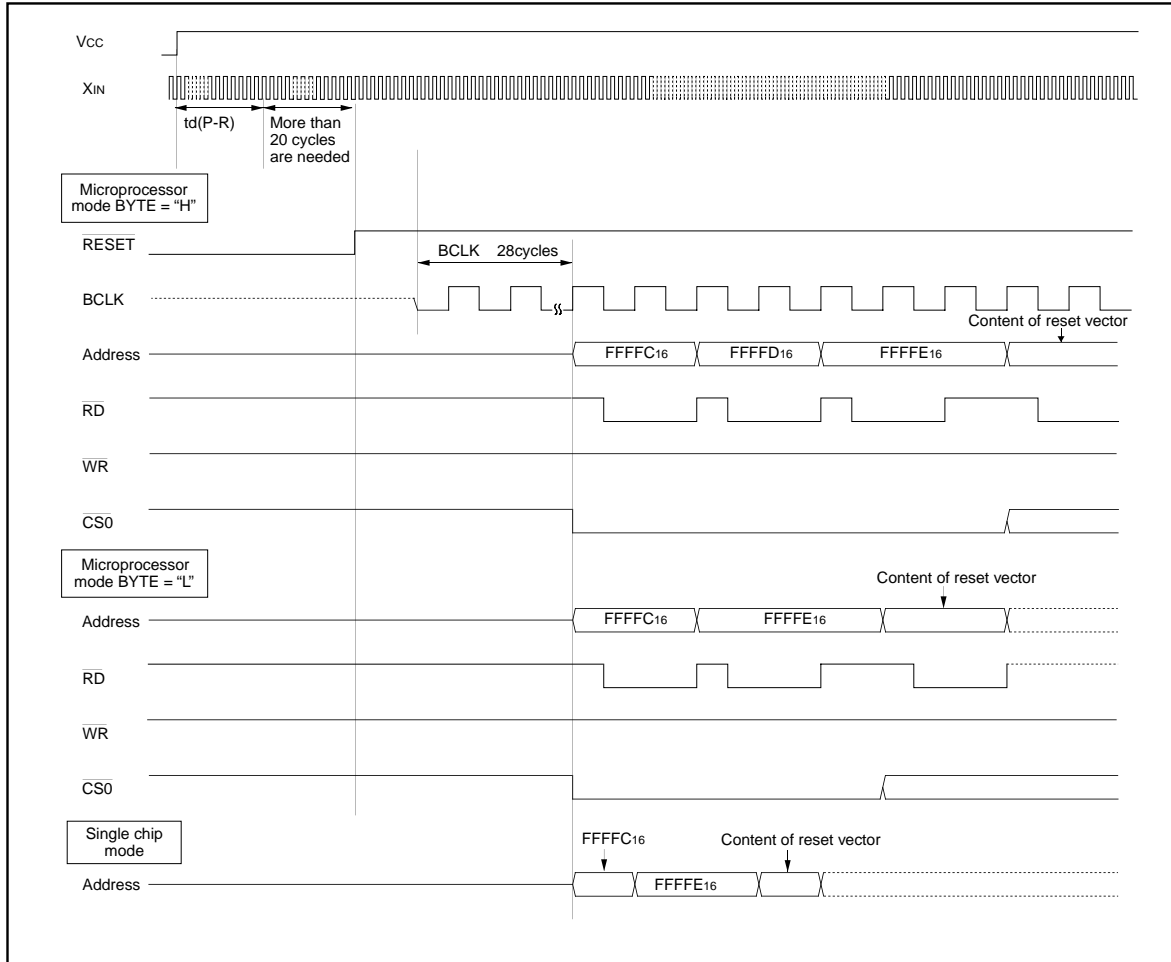 VCC
XIN
td(P-R)
More than
20 cycles
are needed
Microprocessor
mode BYTE = “H”
RESET
BCLK 28cycles
BCLK
Content of reset vector
Address
FFFFC16 FFFFD16 FFFFE16
RD
WR
CS0
Microprocessor
mode BYTE = “L”
Content of reset vector
Address
FFFFC16 FFFFE16
RD
WR
CS0
Single chip
mode
FFFFC16
Content of reset vector
Address
FFFFE16